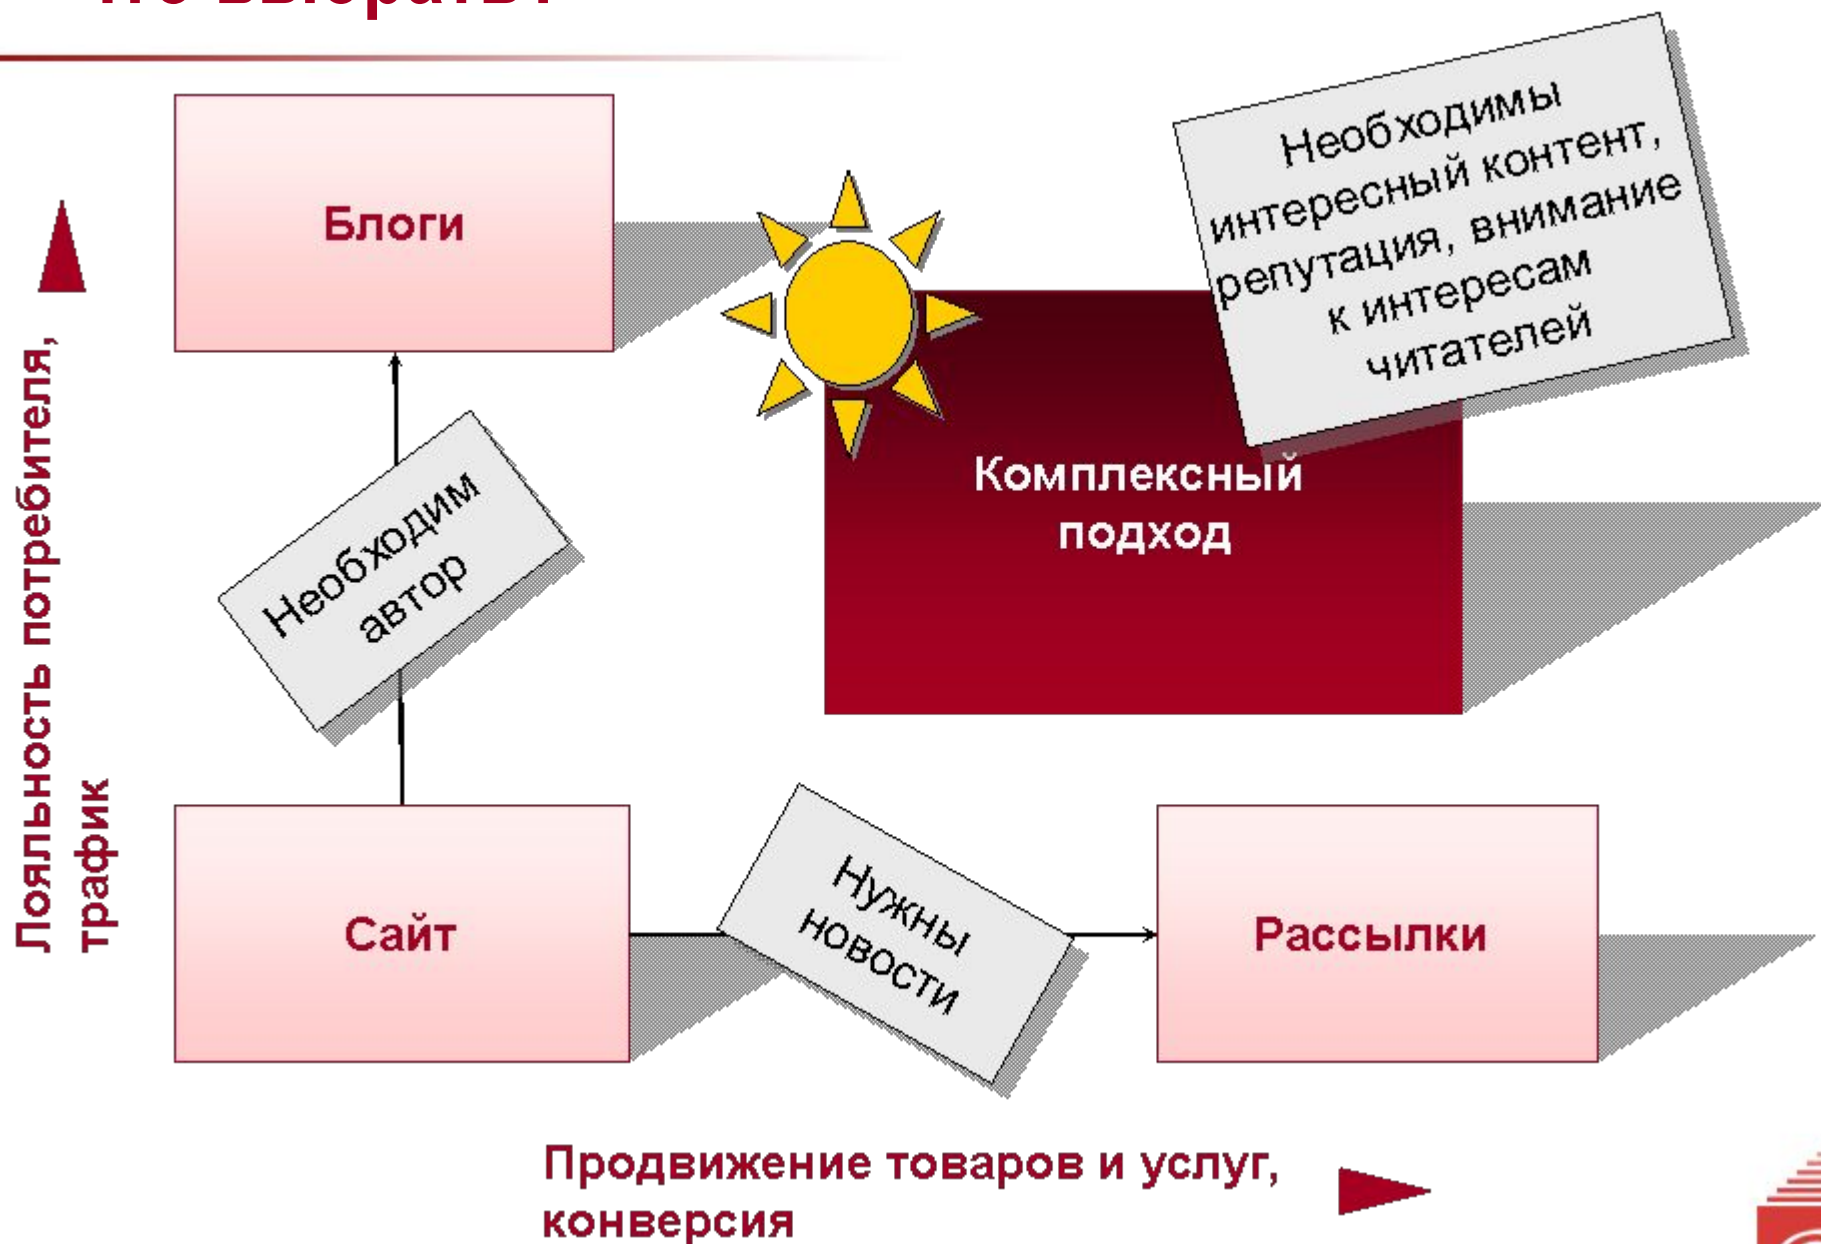 Блоги
Необходимы
интересный контент,
репутация, внимание
к интересам
читателей
Комплексный
подход
Необходим
автор
Лояльность потребителя,
трафик
Сайт
Нужны
новости
Рассылки
Продвижение товаров и услуг,
конверсия